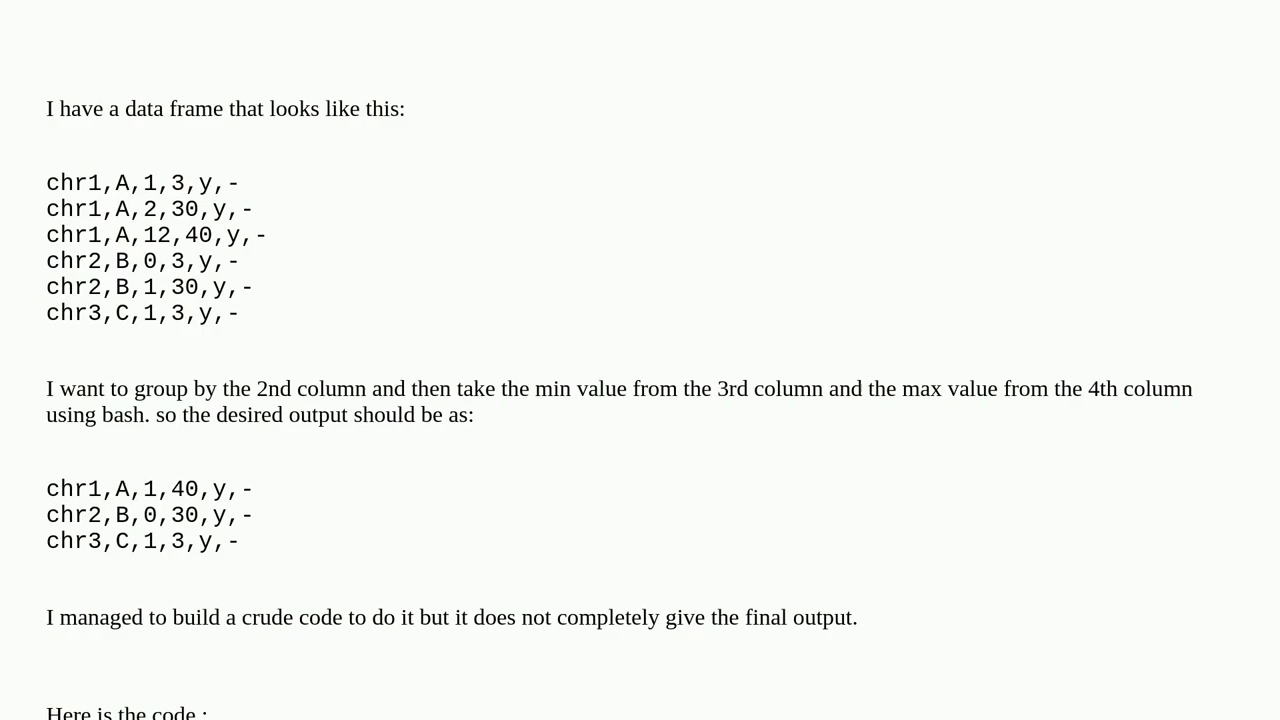 I have a data frame that looks like this:
chr1,A,1,3,y,-
chr1,A,2,30,y,-
chr1,A,12,40,y,-
chr2,B,0,3,y,-
chr2,B,1,30,y,-
chr3,C,1,3,y,-
I want to group by the 2nd column and then take the min value from the 3rd column and the max value from the 4th column
using bash. so the desired output should be as:
chr1,A,1,40,y,-
chr2,B,0,30,y,-
chr3,C,1,3,y,-
I managed to build a crude code to do it but it does not completely give the final output.
Here is the code :